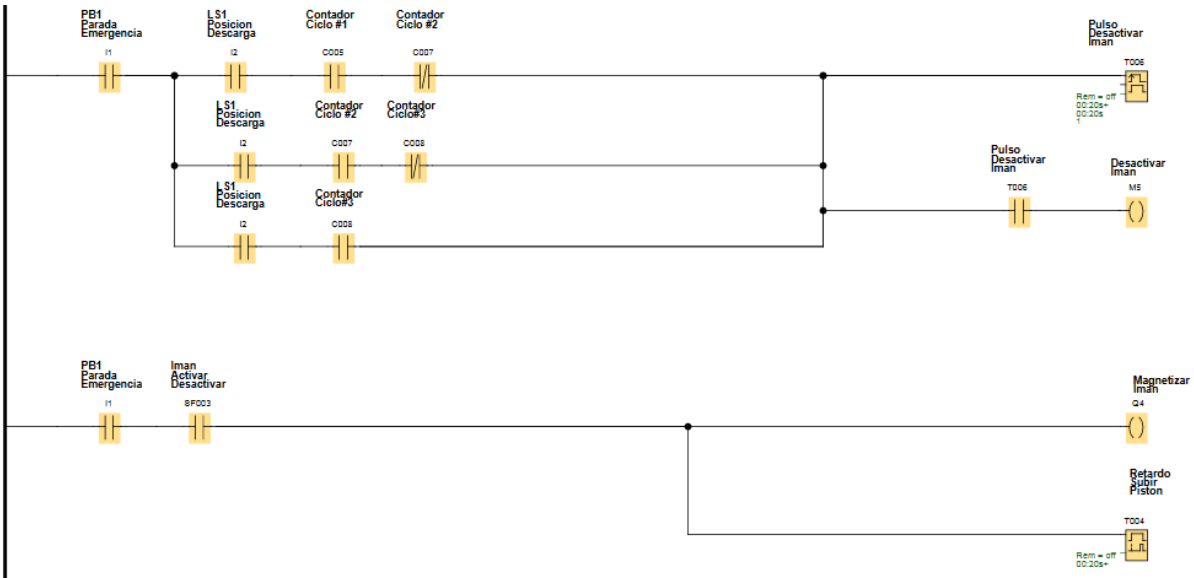 PB1
Parada
Emergencia
LS1
Posicion
Descarga
Contador
Ciclo #1
Contador
Ciclo #2
Pulso
Desactivar
Iman
I1
I2
C005
C007
T006
Rem = off
00:20s+
00:20s
1
LS1
Posicion
Descarga
Contador
Ciclo #2
Contador
Ciclo#3
I2
C007
C008
Pulso
Desactivar
Iman
Desactivar
Iman
T006
M5
LS1
Posicion
Descarga
Contador
Ciclo#3
I2
C008
PB1
Parada
Emergencia
Iman
Activar
Desactivar
Magnetizar
Iman
I1
SF003
Q4
Retardo
Subir
Piston
T004
Rem = off
00:20s+